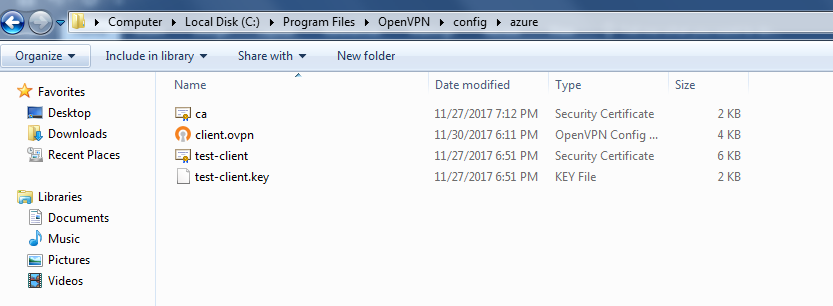 Computer Local Disk (C:) Program Files OpenVPN config azure
Organize Include in library Share with New folder
Favorites
Desktop
Downloads
Recent Places
Libraries
Documents
Music
Pictures
Videos
Name Date modified Type Size
ca 11/27/2017 7:12 PM Security Certificate 2 KB
client.ovpn 11/30/2017 6:11 PM OpenVPN Config ... 4 KB
test-client 11/27/2017 6:51 PM Security Certificate 6 KB
test-client.key 11/27/2017 6:51 PM KEY File 2 KB